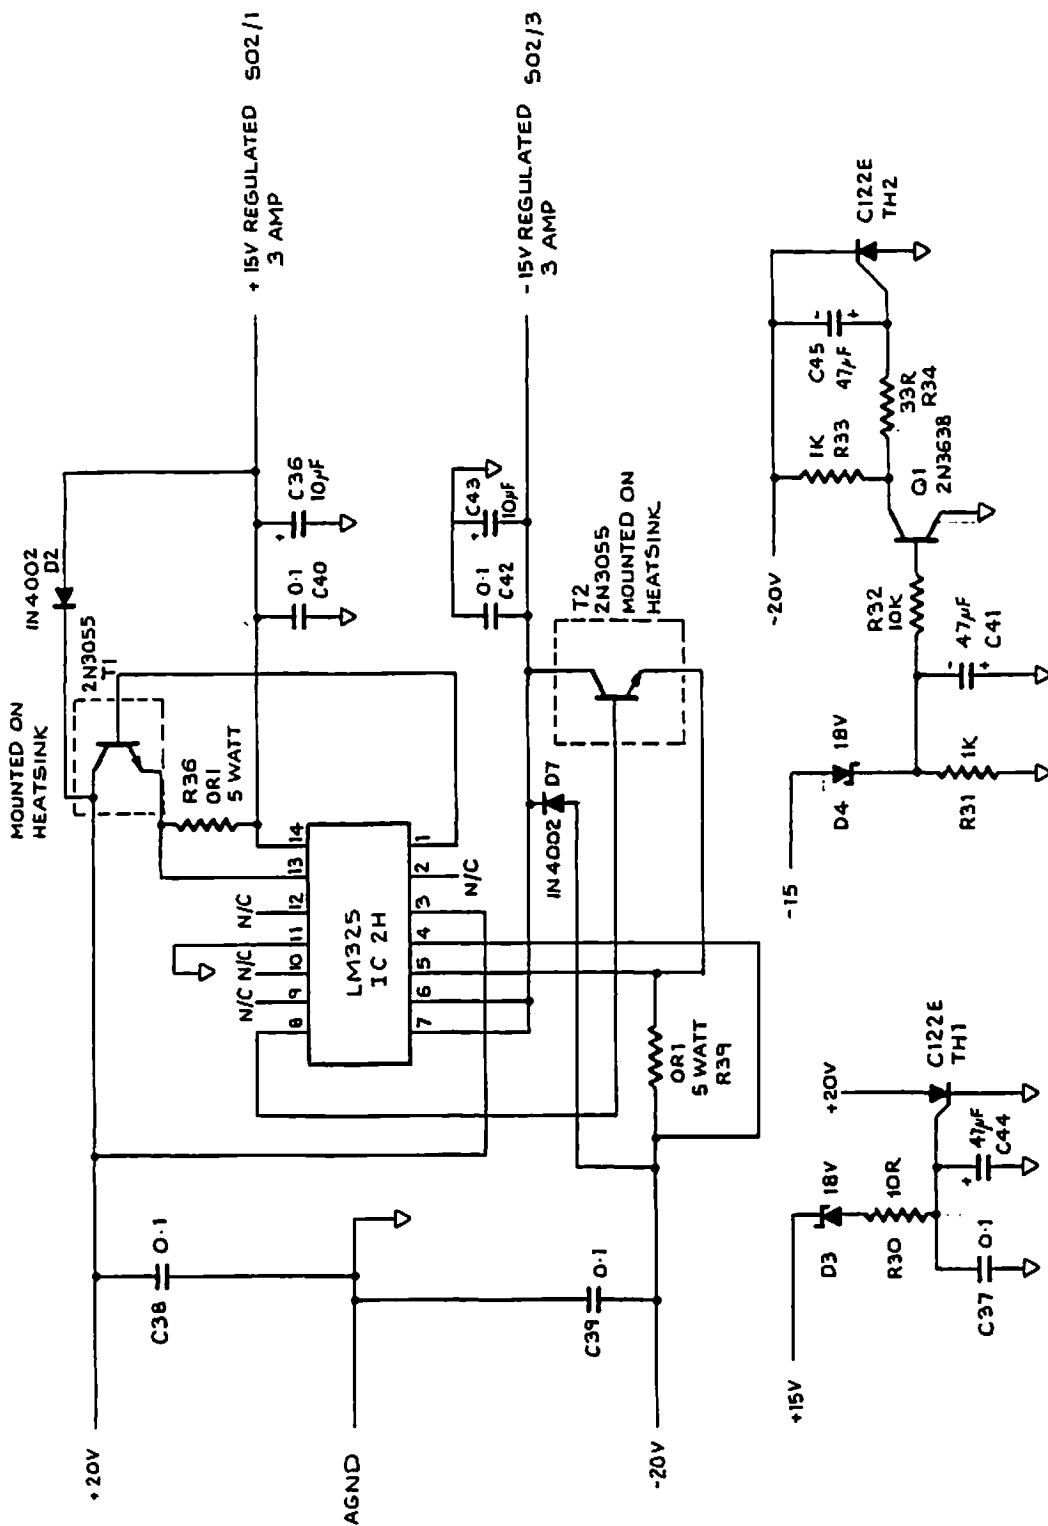 +20V
C38
0·1
AGND
C39
0·1
-20V
MOUNTED ON
HEATSINK
2N3055
T1
IN4002
D2
R36
0R1
5 WATT
C40
0·1
+
C36
10µF
+15V REGULATED SO2/1
3 AMP
N/C
N/C
N/C
8
9
10
11
12
13
14
LM325
IC 2H
7
6
5
4
3
2
1
N/C
0·1
C42
+
C43
10µF
-15V REGULATED SO2/3
3 AMP
IN4002
D7
T2
2N3055
MOUNTED ON
HEATSINK
0R1
5 WATT
R39
+15V
D3
18V
R30
10R
C37
0·1
+
47µF
C44
+20V
C122E
TH1
-15
D4
18V
R31
1K
-
47µF
+
C41
R32
10K
Q1
2N3638
-20V
1K
R33
33R
R34
C45
47µF
-
+
C122E
TH2